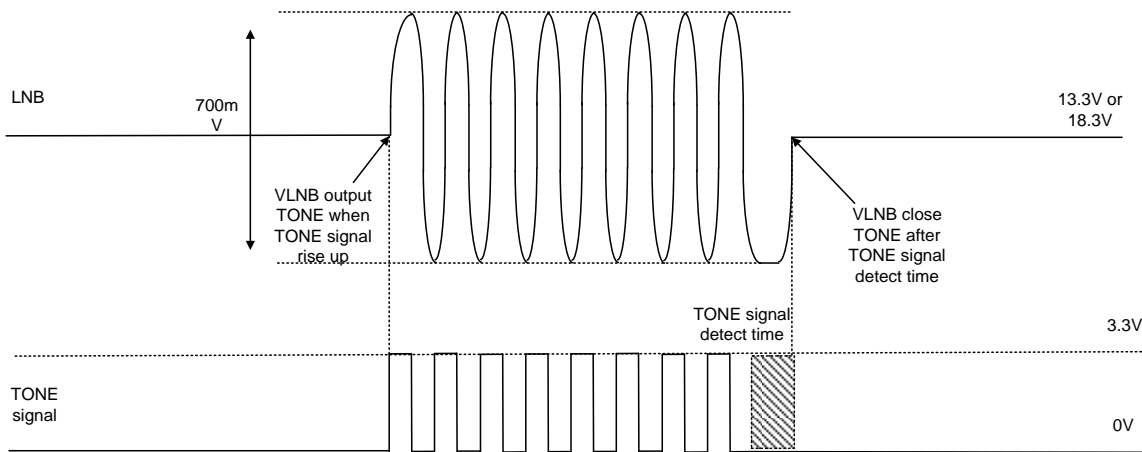 LNB
700m
V
13.3V or
18.3V
VLNB output
TONE when
TONE signal
rise up
VLNB close
TONE after
TONE signal
detect time
TONE signal
detect time
3.3V
TONE
signal
0V